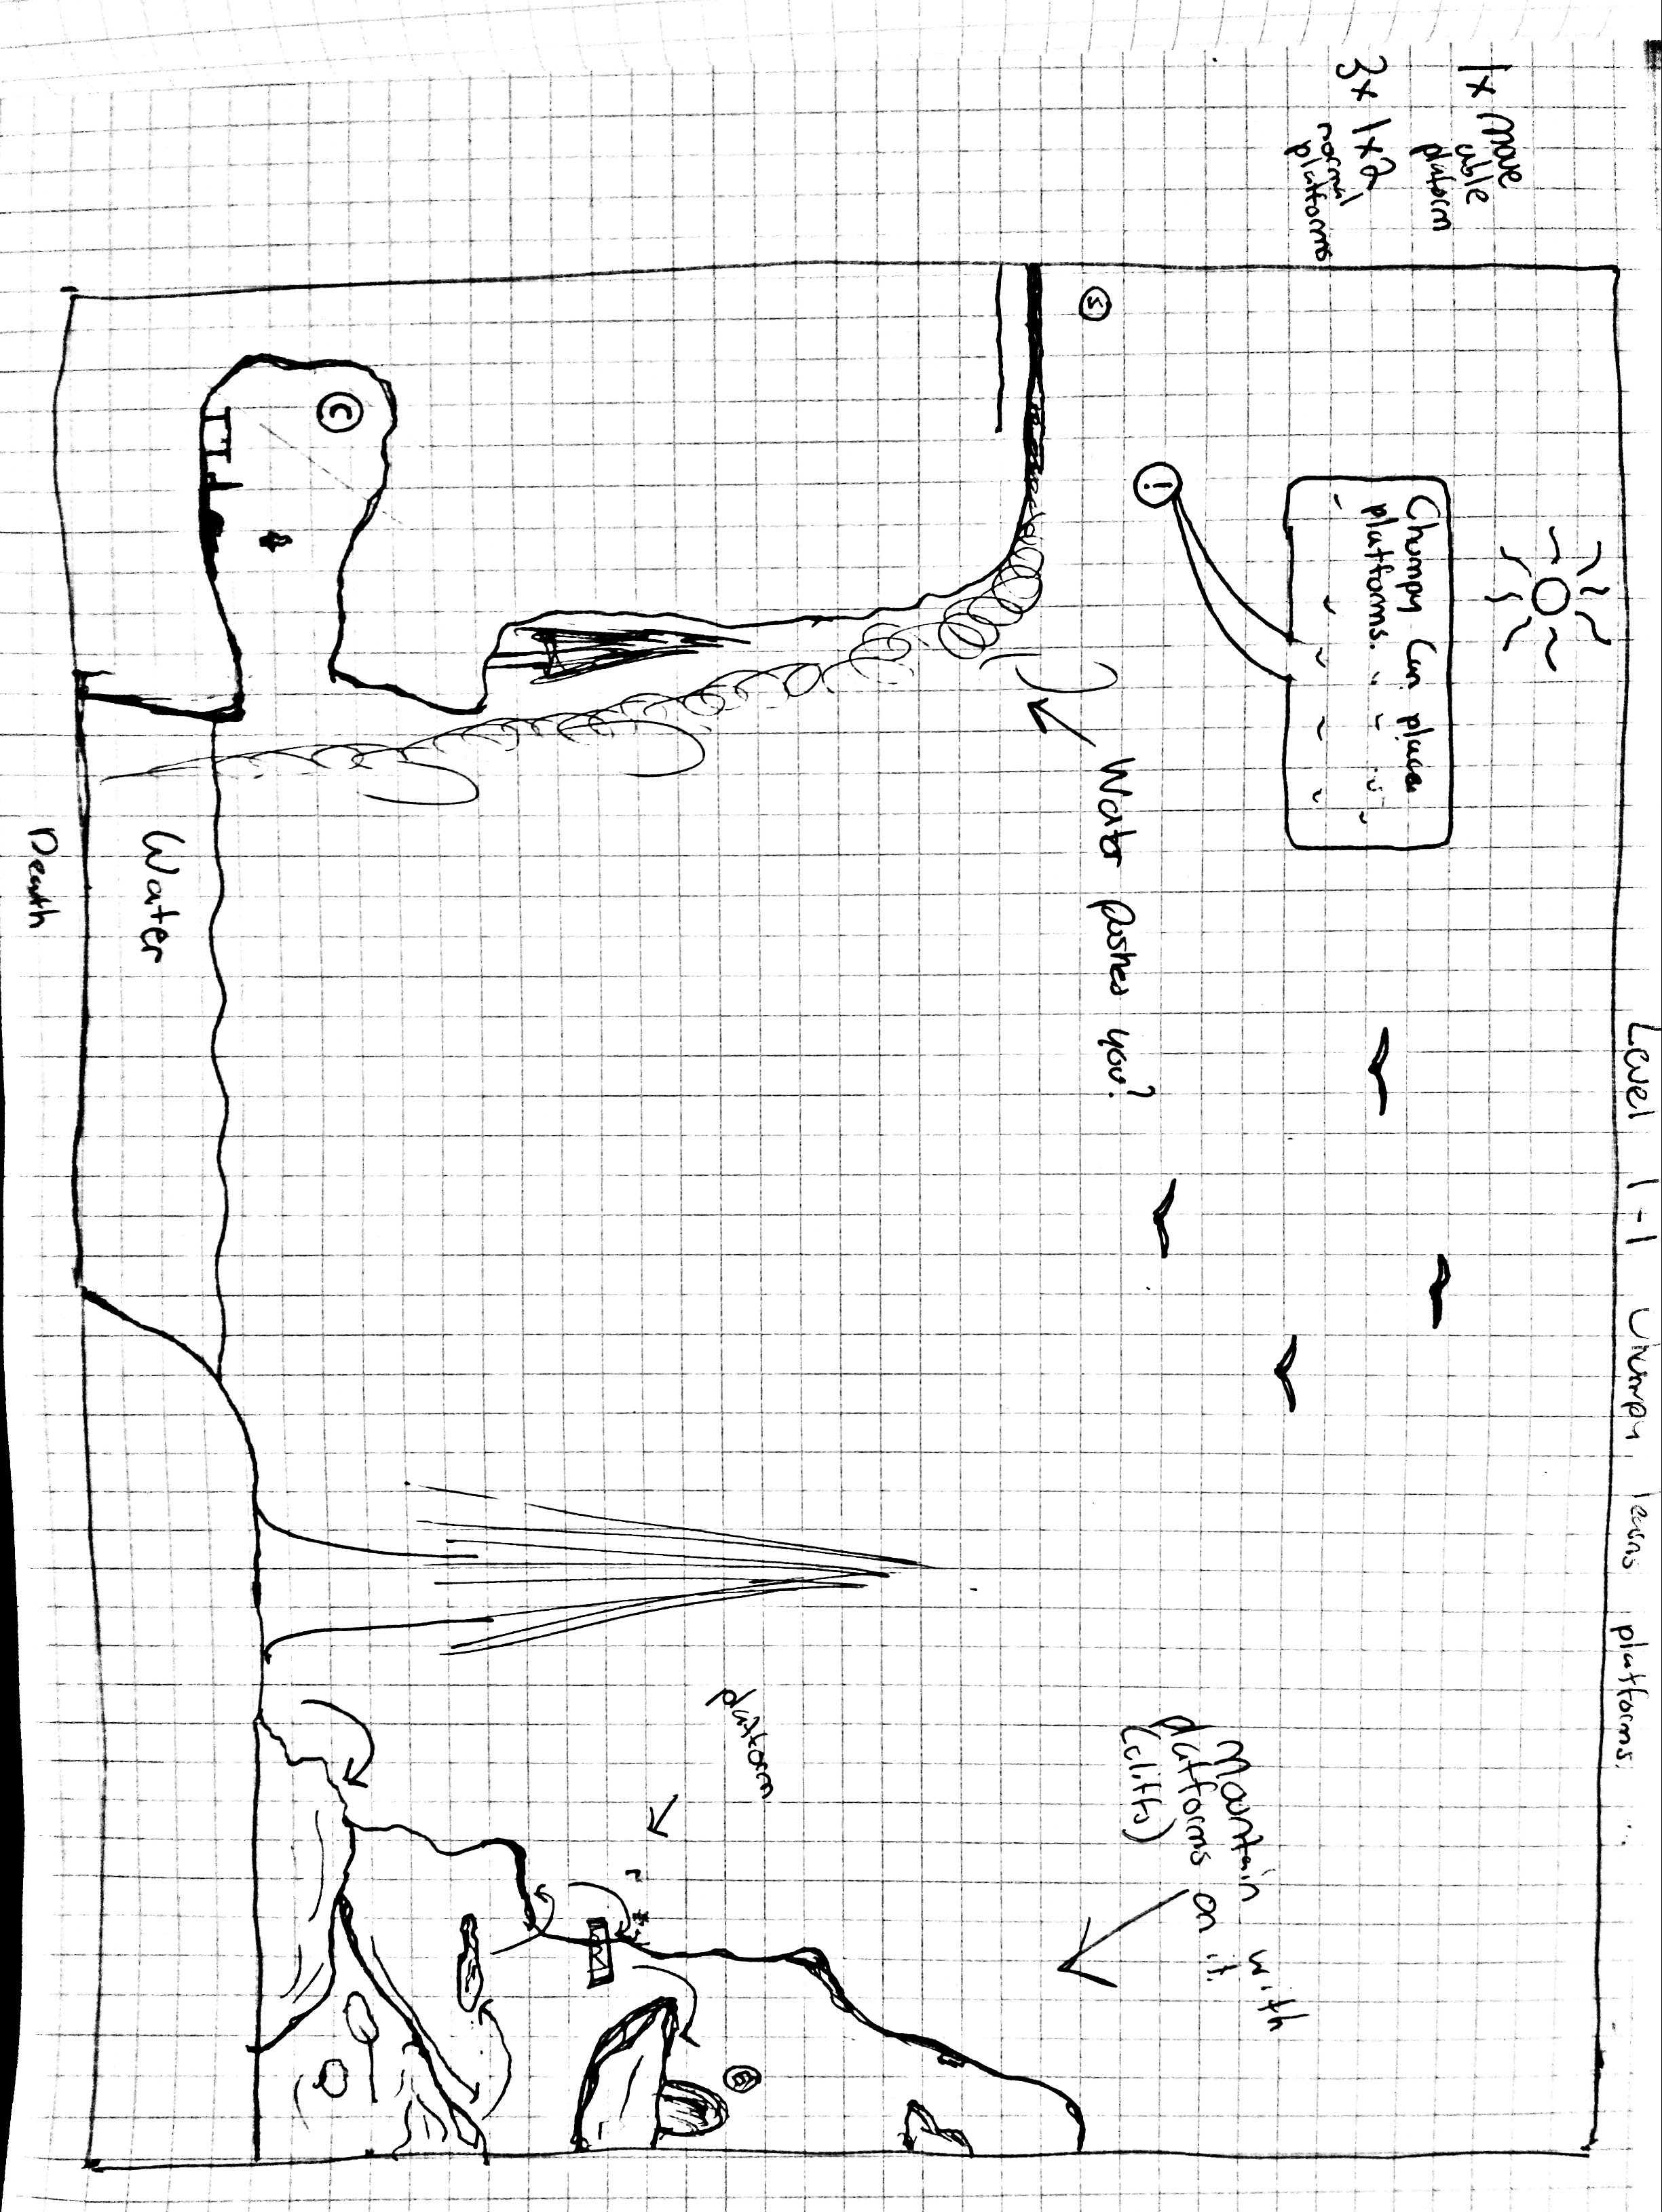 Level 1-1 Chumpy learns platforms...
1x Move
able
platform
3x 1x2
normal
platforms
S
!
Chumpy Can place
platforms.
Water pushes you?
C
Water
Death
platform
Mountain with
platforms on it.
(cliffs)